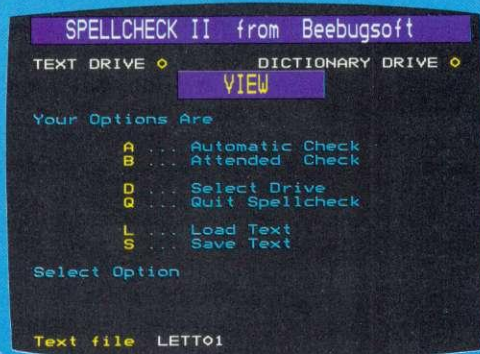 SPELLCHECK II from Beebugsoft
TEXT DRIVE 0 DICTIONARY DRIVE 0
VIEW
Your Options Are
A ... Automatic Check
B ... Attended Check
D ... Select Drive
Q ... Quit Spellcheck
L ... Load Text
S ... Save Text
Select Option
Text file LETT01